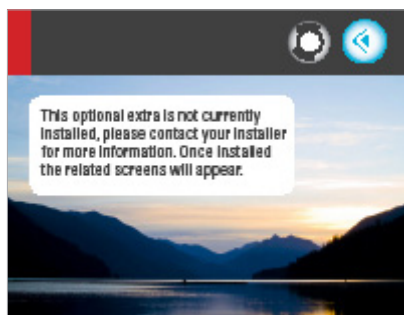 This optional extra is not currently
installed, please contact your installer
for more information. Once installed
the related screens will appear.